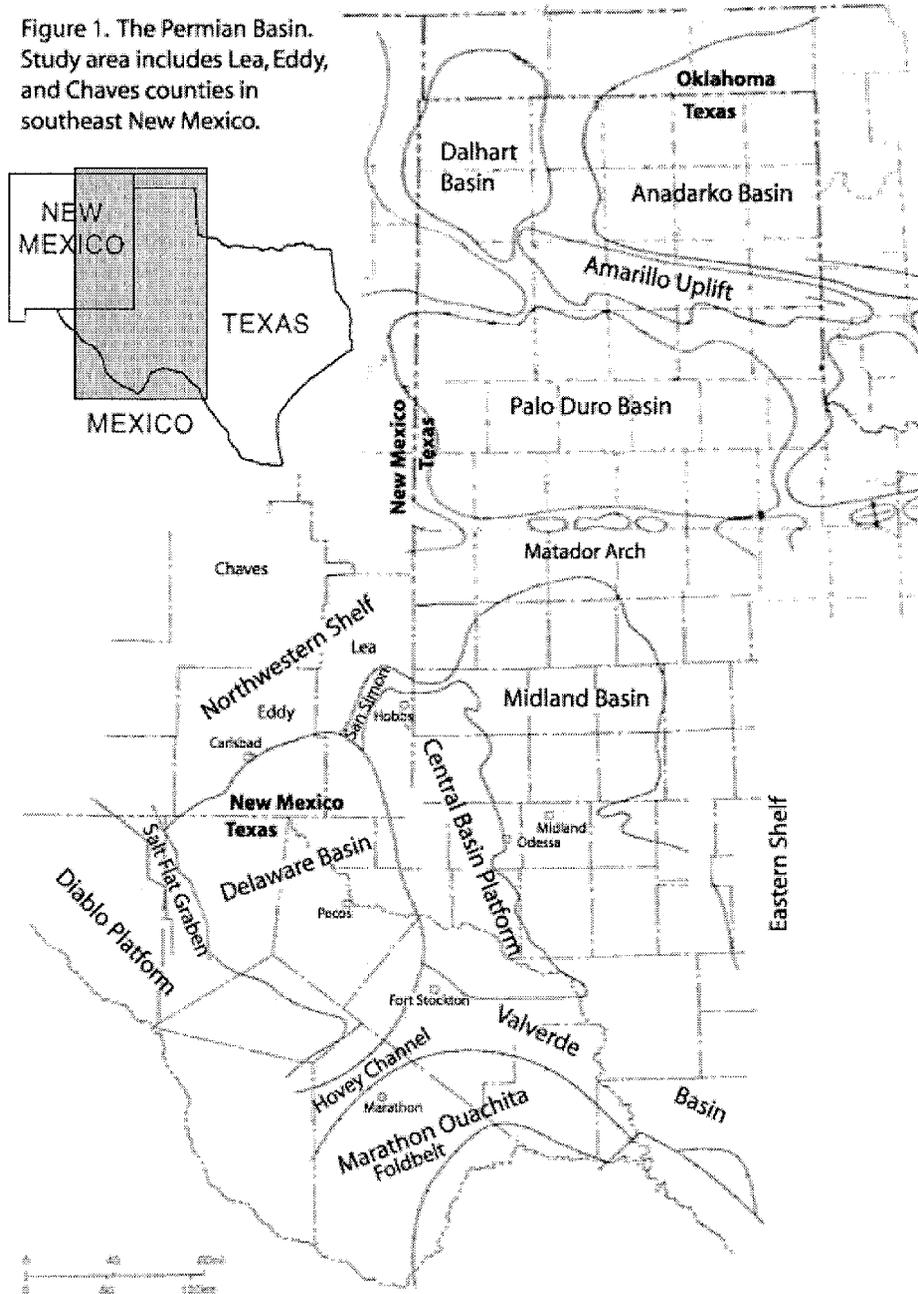 Figure 1. The Permian Basin.
Study area includes Lea, Eddy,
and Chaves counties in
southeast New Mexico.
NEW
MEXICO
TEXAS
MEXICO
Oklahoma
Texas
Dalhart
Basin
Anadarko Basin
Amarillo Uplift
Palo Duro Basin
New Mexico
Texas
Matador Arch
Chaves
Northwestern Shelf
Lea
San Simon
Hobbs
Eddy
Carlsbad
Midland Basin
Central Basin Platform
New Mexico
Texas
Midland
Odessa
Eastern Shelf
Salt Flat Graben
Delaware Basin
Diablo Platform
Pecos
Fort Stockton
Valverde
Basin
Hovey Channel
Marathon
Marathon Ouachita
Foldbelt